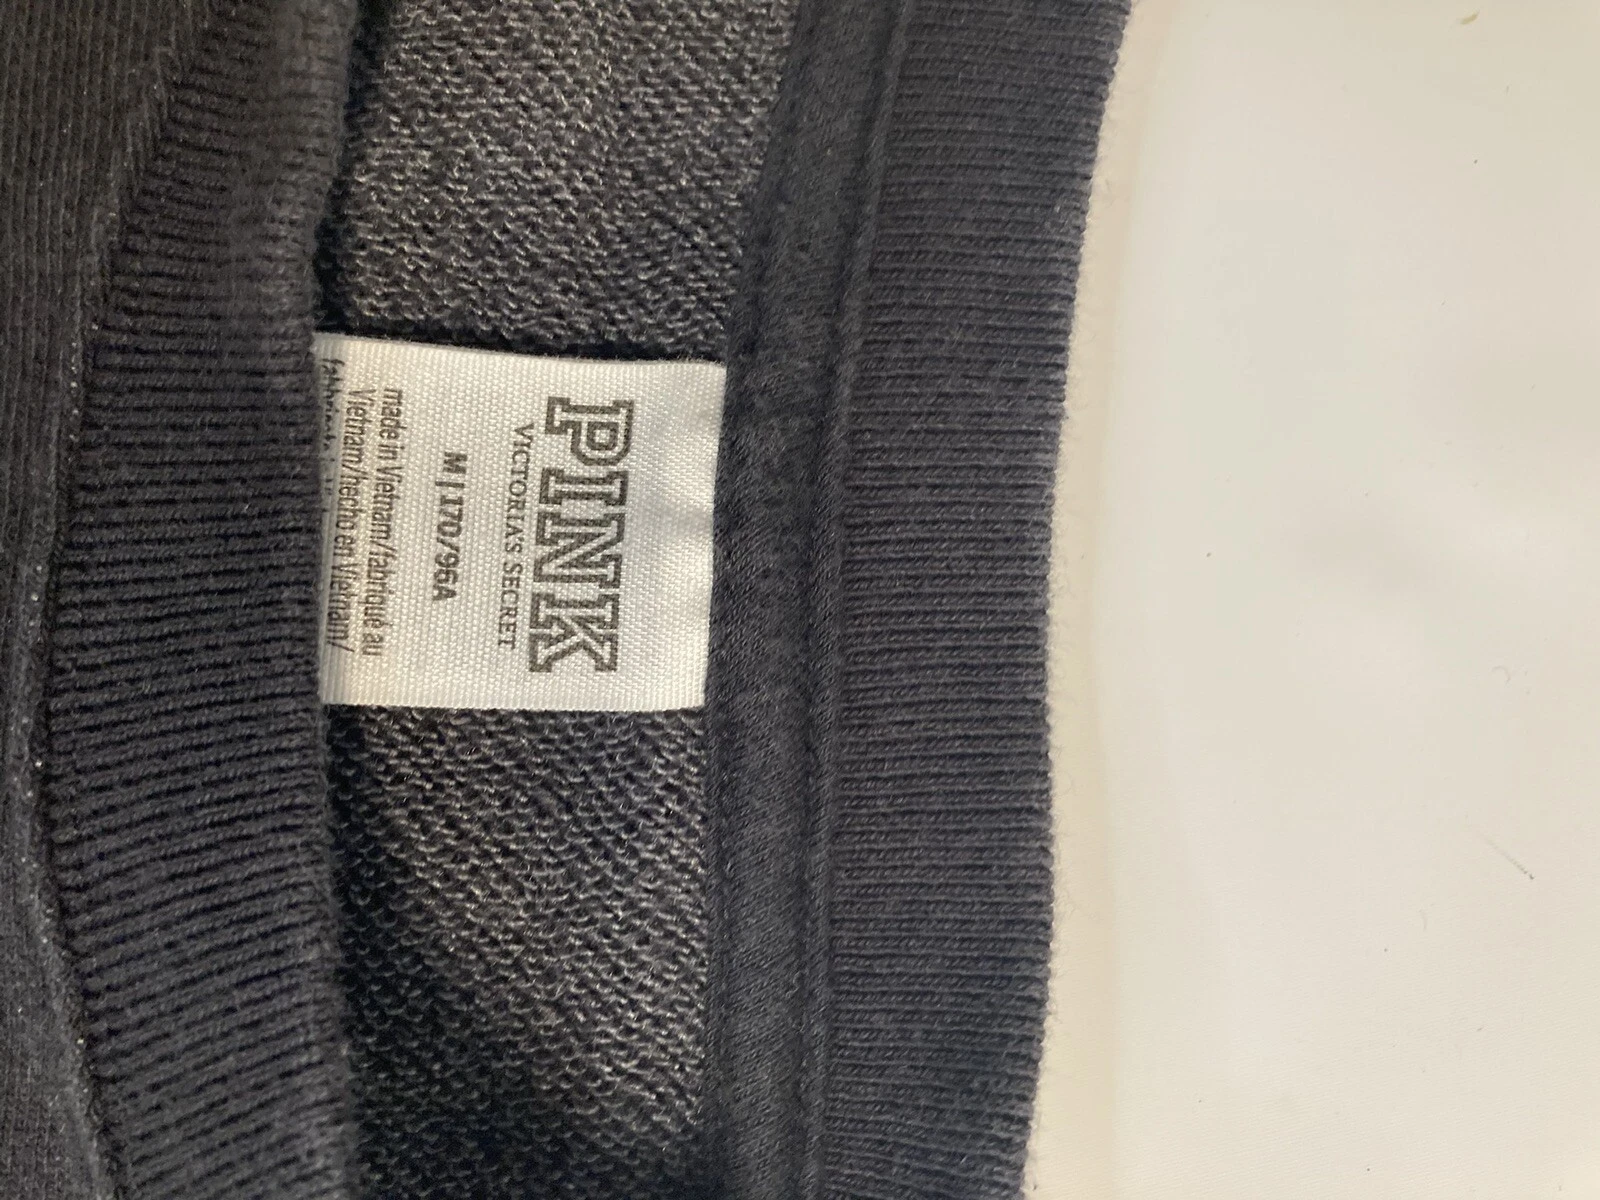 PINK
VICTORIA'S SECRET
M | 170/96A
made in Vietnam/fabriqué au
Vietnam/hecho en Vietnam/